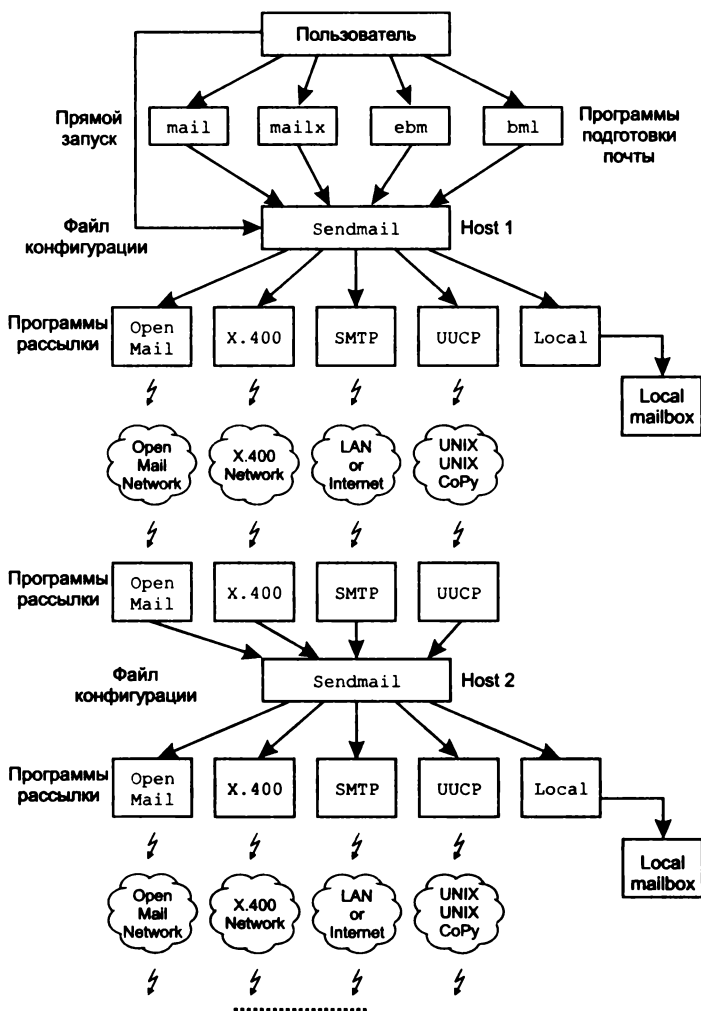 Пользователь
Прямой
запуск
mail
mailx
ebm
bml
Программы
подготовки
почты
Файл
конфигурации
Sendmail
Host 1
Программы
рассылки
Open
Mail
X.400
SMTP
UUCP
Local
Local
mailbox
Open
Mail
Network
X.400
Network
LAN
or
Internet
UNIX
UNIX
CoPy
Программы
рассылки
Open
Mail
X.400
SMTP
UUCP
Файл
конфигурации
Sendmail
Host 2
Программы
рассылки
Open
Mail
X.400
SMTP
UUCP
Local
Local
mailbox
Open
Mail
Network
X.400
Network
LAN
or
Internet
UNIX
UNIX
CoPy